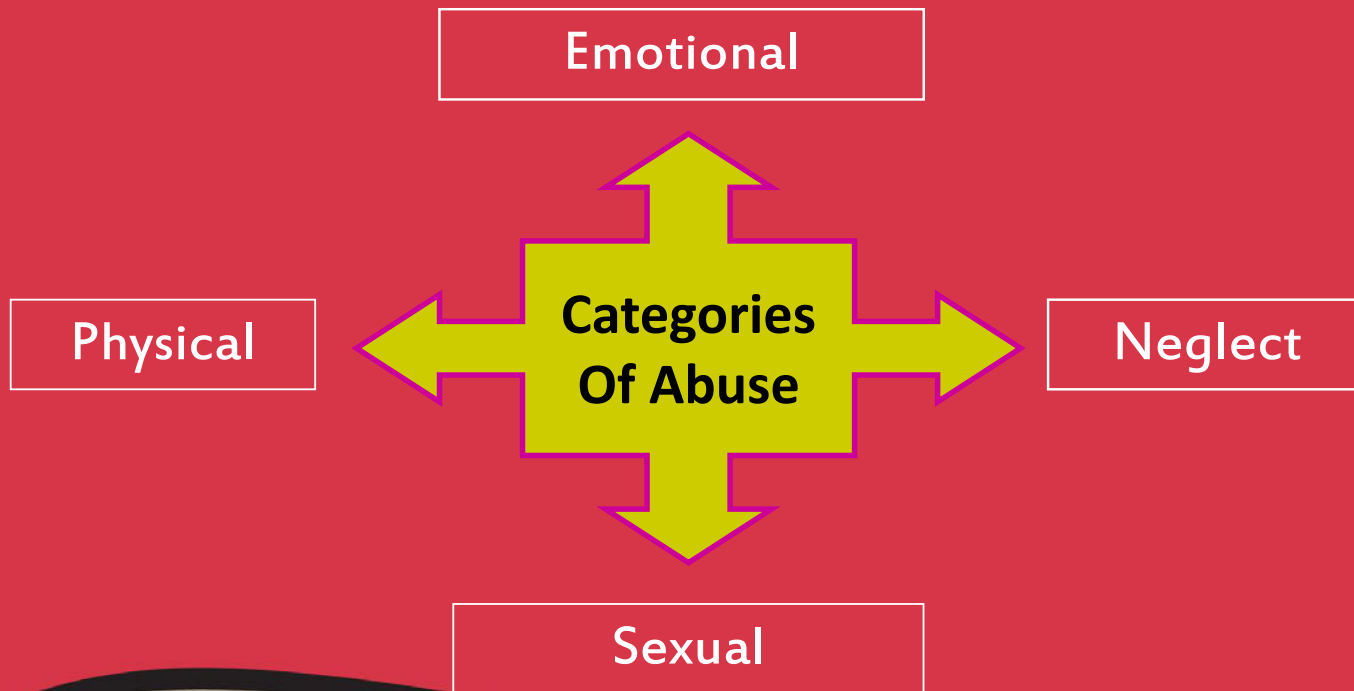 Emotional
Physical
Categories
Of Abuse
Neglect
Sexual